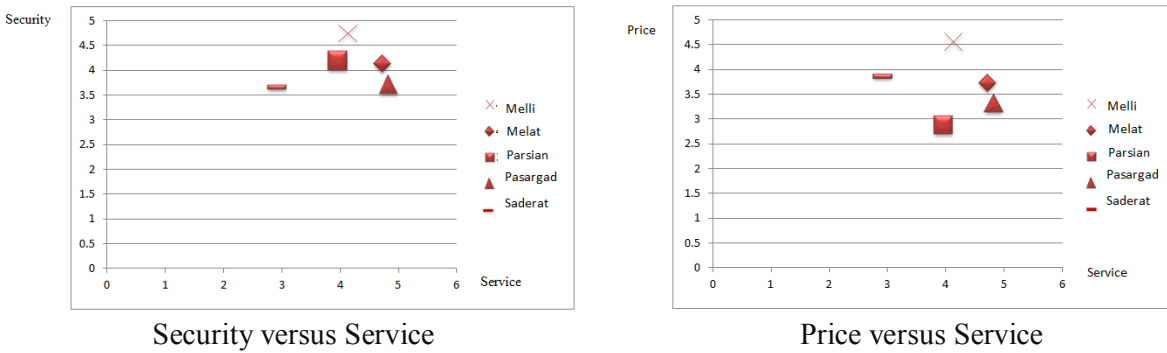 Security
5
4.5
4
3.5
3
2.5
2
1.5
1
0.5
0
0 1 2 3 4 5 6
Service
Melli
Melat
Parsian
Pasargad
Saderat
Security versus Service
Price
5
4.5
4
3.5
3
2.5
2
1.5
1
0.5
0
0 1 2 3 4 5 6
Service
Melli
Melat
Parsian
Pasargad
Saderat
Price versus Service